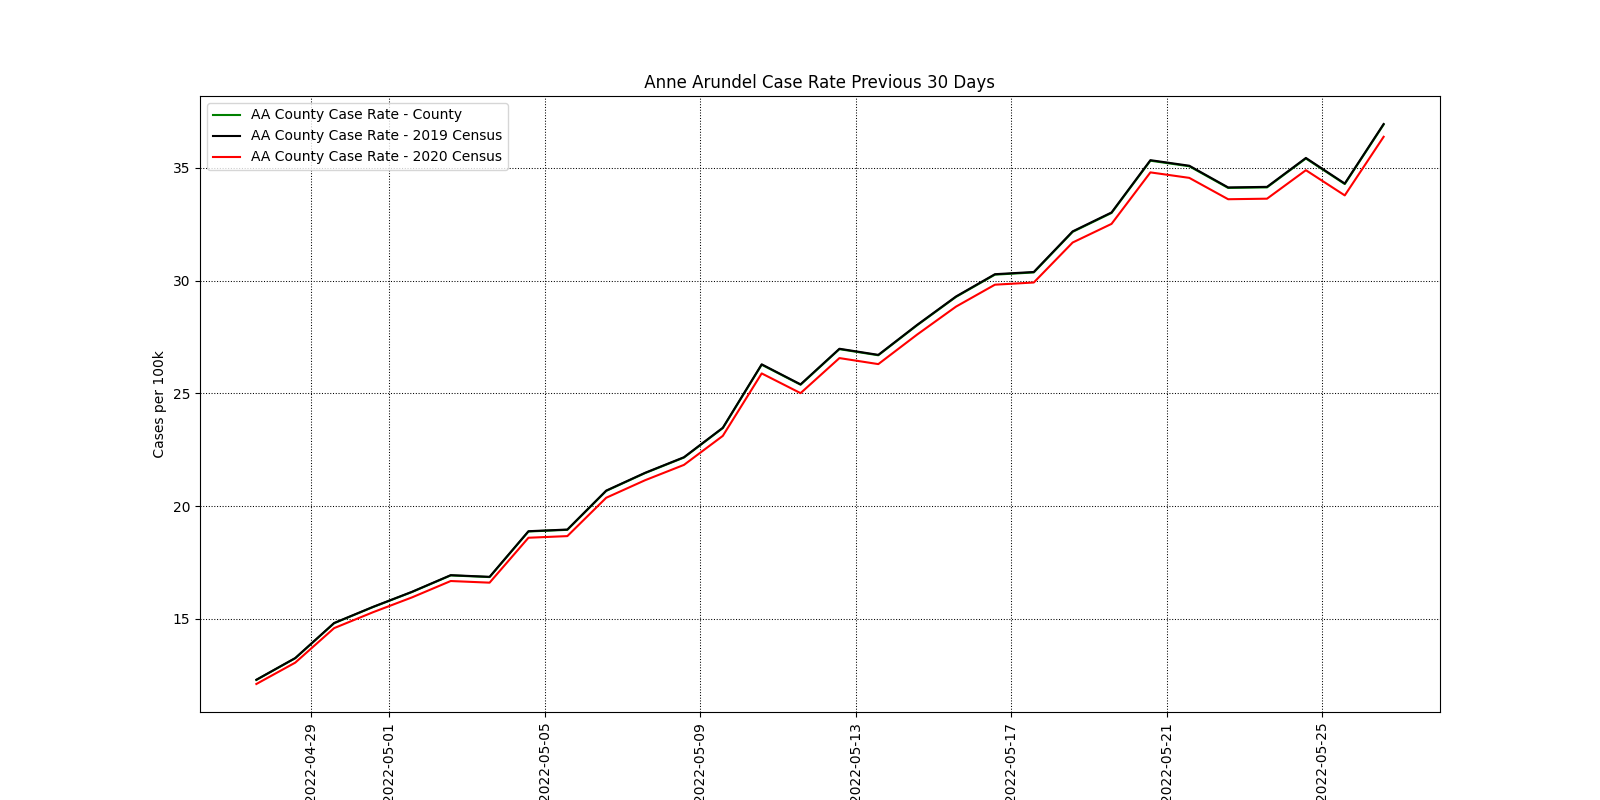 Anne Arundel Case Rate Previous 30 Days
AA County Case Rate - County
AA County Case Rate - 2019 Census
AA County Case Rate - 2020 Census
Cases per 100k
35
30
25
20
15
2022-04-29
2022-05-01
2022-05-05
2022-05-09
2022-05-13
2022-05-17
2022-05-21
2022-05-25